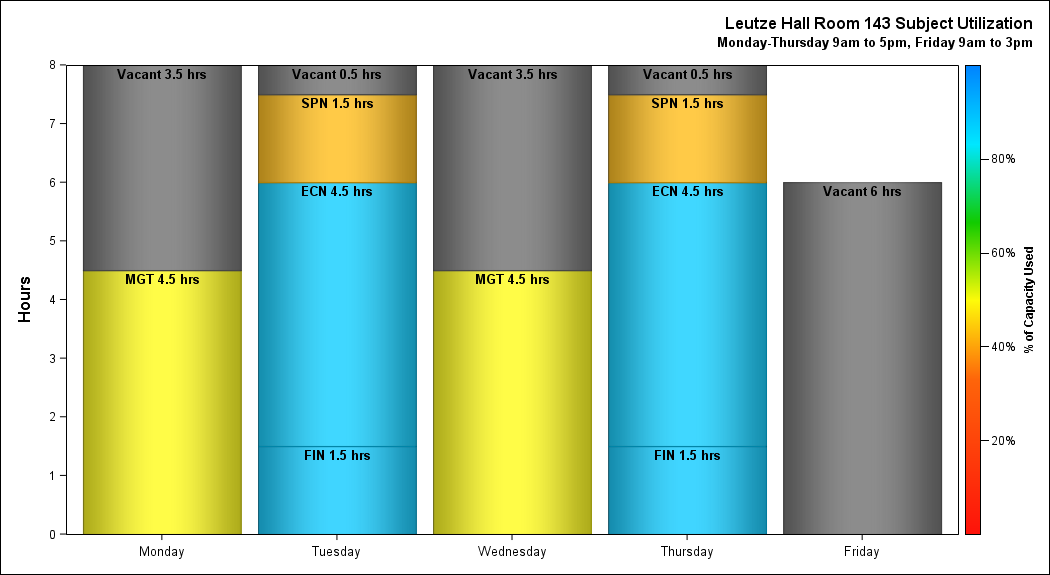 Leutze Hall Room 143 Subject Utilization
Monday-Thursday 9am to 5pm, Friday 9am to 3pm
8
7
6
5
4
3
2
1
0
Hours
Vacant 3.5 hrs
MGT 4.5 hrs
Vacant 0.5 hrs
SPN 1.5 hrs
ECN 4.5 hrs
FIN 1.5 hrs
Vacant 3.5 hrs
MGT 4.5 hrs
Vacant 0.5 hrs
SPN 1.5 hrs
ECN 4.5 hrs
FIN 1.5 hrs
Vacant 6 hrs
Monday
Tuesday
Wednesday
Thursday
Friday
80%
60%
40%
20%
% of Capacity Used